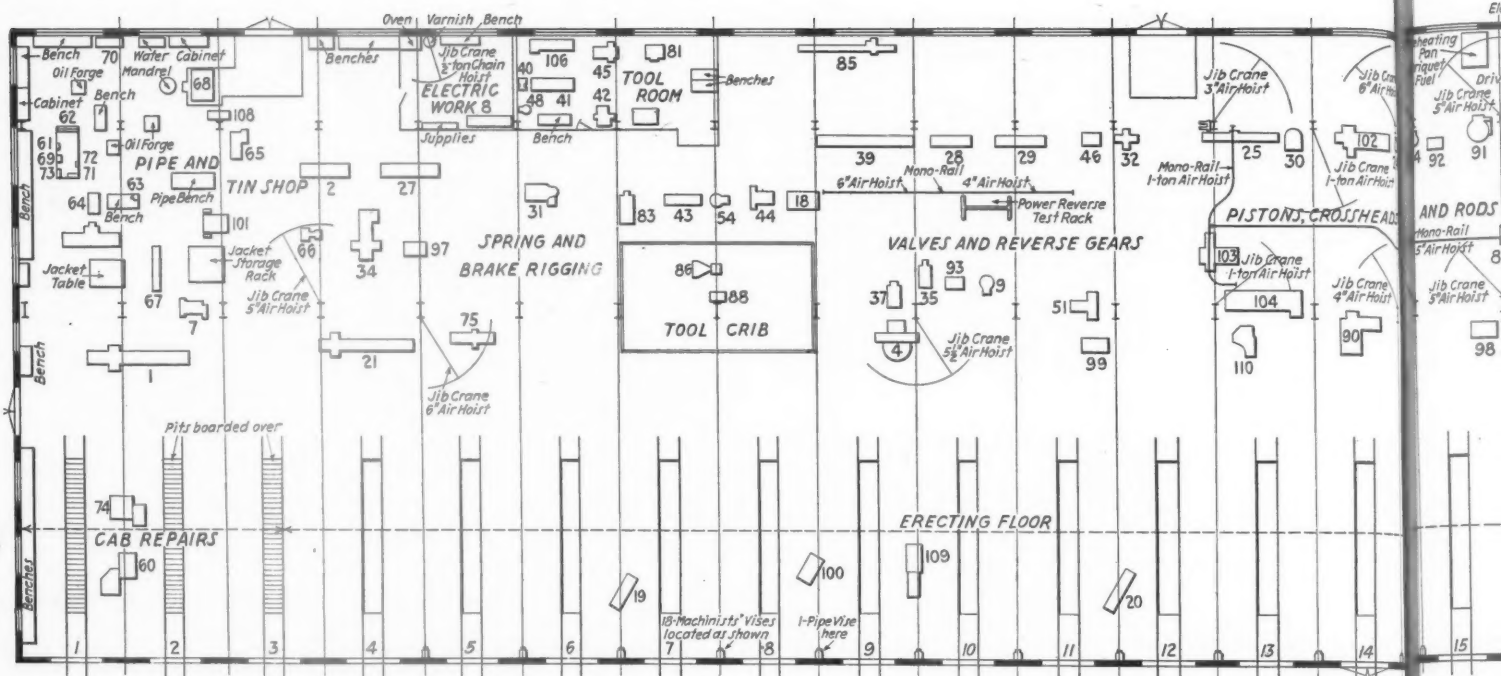 Oven Varnish Bench
Bench
70
Water
Cabinet
Mandrel
Oil Forge
68
Benches
Jib Crane
½-ton Chain
Hoist
ELECTRIC
WORK 8
Supplies
106
40
48
41
45
42
Bench
81
TOOL
ROOM
Benches
85
Jib Crane
3" Air Hoist
Jib
6" Air Hoist
Pan
Fuel
Jib Crane
5" Air Hoist
Cabinet
Bench
62
108
61
69
73
72
71
Oil Forge
65
PIPE AND
TIN SHOP
63
64
Bench
Pipe Bench
101
2
27
31
39
28
29
46
32
25
30
102
Jib Crane
1-ton Air Hoist
92
91
Mono-Rail
6" Air Hoist
4" Air Hoist
Power Reverse
Test Rack
Mono-Rail
1-ton Air Hoist
83
43
54
44
18
Bench
Jacket
Table
67
7
Jacket
Storage
Rack
66
34
97
Jib Crane
5" Air Hoist
SPRING AND
BRAKE RIGGING
86
88
TOOL CRIB
VALVES AND REVERSE GEARS
37
35
93
9
51
PISTONS, CROSSHEADS AND RODS
Mono-Rail
5" Air Hoist
103
Jib Crane
1-ton Air Hoist
104
Jib Crane
4" Air Hoist
Jib Crane
5" Air Hoist
Bench
1
21
75
Jib Crane
6" Air Hoist
4
Jib Crane
5½" Air Hoist
99
110
90
98
Pits boarded over
74
CAB REPAIRS
60
Benches
ERECTING FLOOR
19
100
109
20
18-Machinists' Vises
located as shown
1-Pipe Vise
here
1 2 3 4 5 6 7 8 9 10 11 12 13 14 15